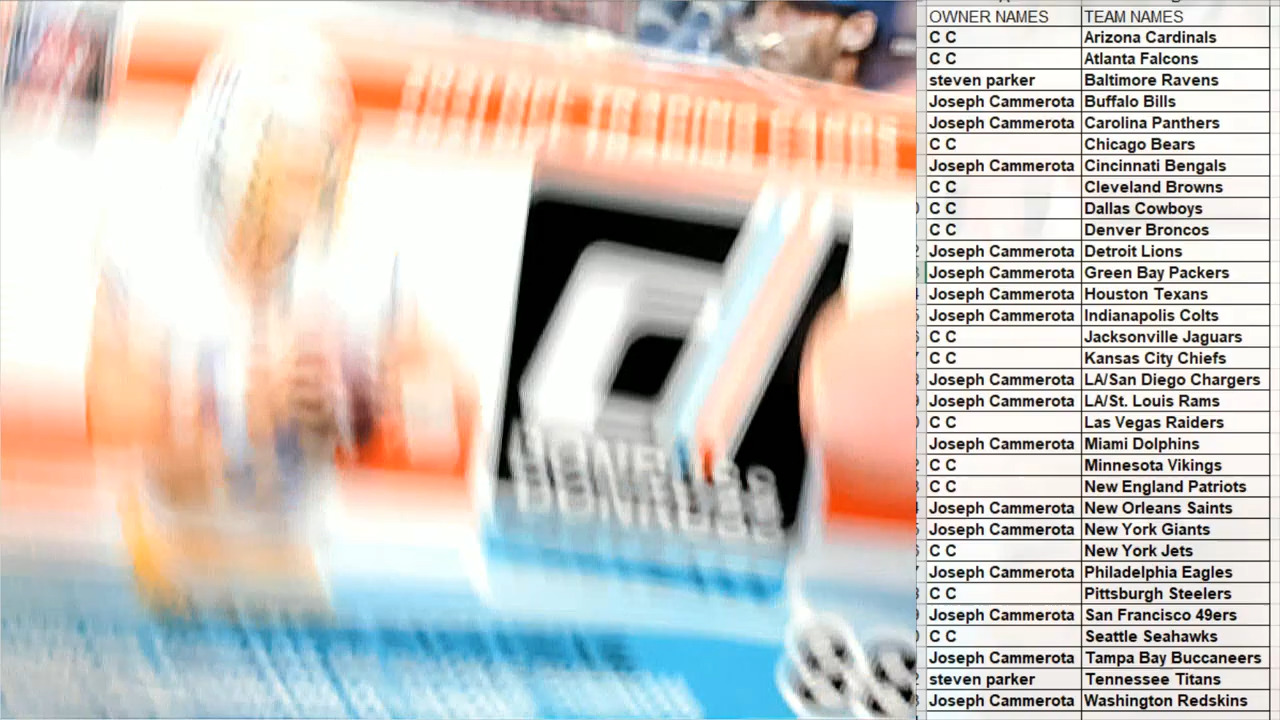 TRADING CARDS
DONRUSS
OWNER NAMES TEAM NAMES
C C Arizona Cardinals
C C Atlanta Falcons
steven parker Baltimore Ravens
Joseph Cammerota Buffalo Bills
Joseph Cammerota Carolina Panthers
C C Chicago Bears
Joseph Cammerota Cincinnati Bengals
C C Cleveland Browns
C C Dallas Cowboys
C C Denver Broncos
Joseph Cammerota Detroit Lions
Joseph Cammerota Green Bay Packers
Joseph Cammerota Houston Texans
Joseph Cammerota Indianapolis Colts
C C Jacksonville Jaguars
C C Kansas City Chiefs
Joseph Cammerota LA/San Diego Chargers
Joseph Cammerota LA/St. Louis Rams
C C Las Vegas Raiders
Joseph Cammerota Miami Dolphins
C C Minnesota Vikings
C C New England Patriots
Joseph Cammerota New Orleans Saints
Joseph Cammerota New York Giants
C C New York Jets
Joseph Cammerota Philadelphia Eagles
C C Pittsburgh Steelers
Joseph Cammerota San Francisco 49ers
C C Seattle Seahawks
Joseph Cammerota Tampa Bay Buccaneers
steven parker Tennessee Titans
Joseph Cammerota Washington Redskins